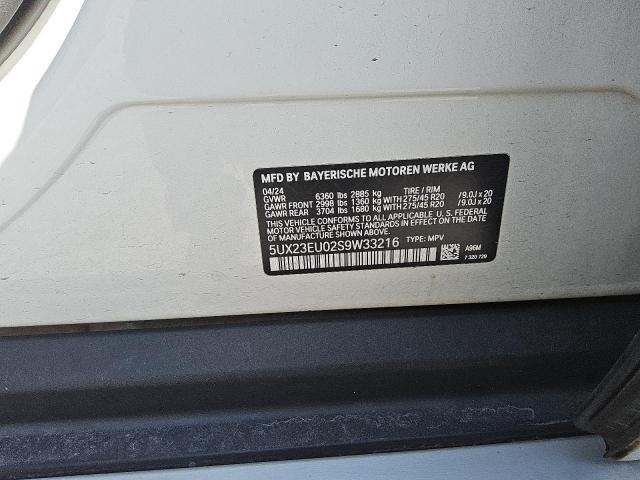 MFD BY BAYERISCHE MOTOREN WERKE AG
04/24
GVWR 6360 lbs 2885 kg TIRE / RIM
GAWR FRONT 2998 lbs 1360 kg WITH 275/45 R20 /9.0J x 20
GAWR REAR 3704 lbs 1680 kg WITH 275/45 R20 /9.0J x 20
THIS VEHICLE CONFORMS TO ALL APPLICABLE U.S. FEDERAL
MOTOR VEHICLE SAFETY STANDARDS IN EFFECT ON THE DATE OF
MANUFACTURE SHOWN ABOVE.
5UX23EU02S9W33216 TYPE: MPV A96M
7 320 729